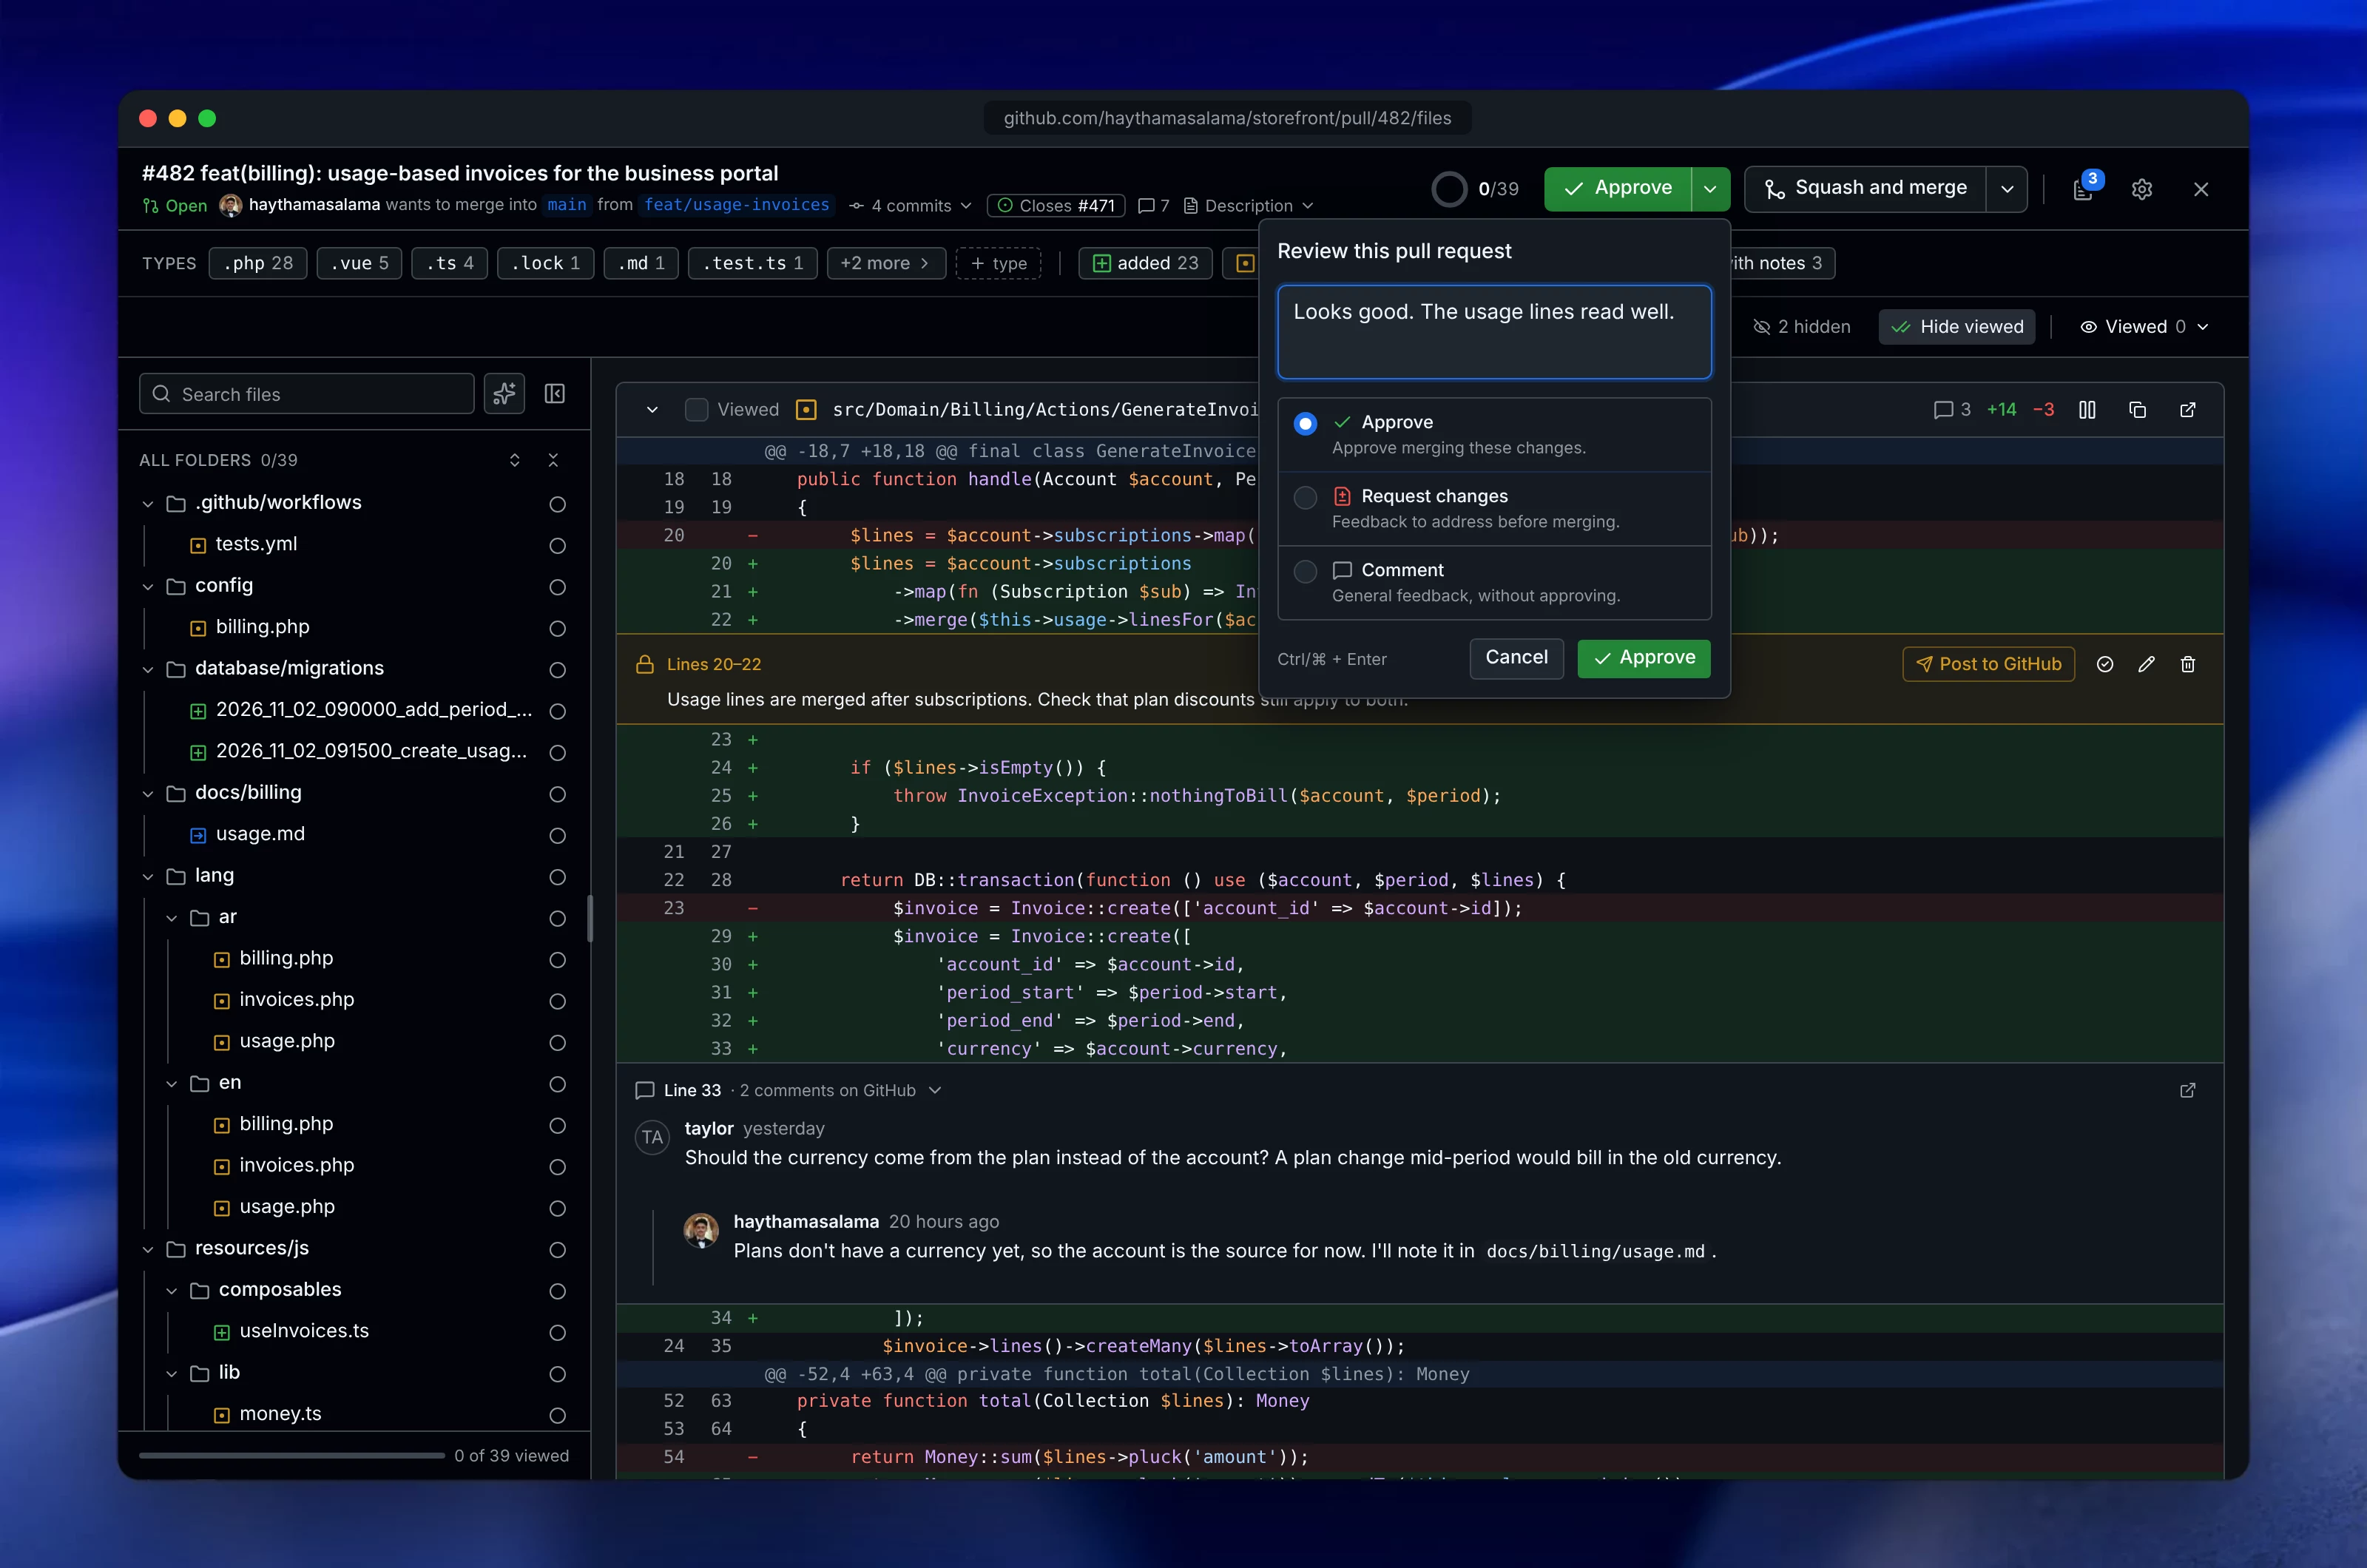 github.com/haythamasalama/storefront/pull/482/files
#482 feat(billing): usage-based invoices for the business portal
Open haythamasalama wants to merge into main from feat/usage-invoices 4 commits Closes #471 7 Description
0/39 Approve Squash and merge 3
TYPES .php 28 .vue 5 .ts 4 .lock 1 .md 1 .test.ts 1 +2 more + type added 23 notes 3
2 hidden Hide viewed Viewed 0
Review this pull request
Looks good. The usage lines read well.
Approve
Approve merging these changes.
Request changes
Feedback to address before merging.
Comment
General feedback, without approving.
Ctrl/⌘ + Enter Cancel Approve
Search files
ALL FOLDERS 0/39
.github/workflows
tests.yml
config
billing.php
database/migrations
2026_11_02_090000_add_period_...
2026_11_02_091500_create_usag...
docs/billing
usage.md
lang
ar
billing.php
invoices.php
usage.php
en
billing.php
invoices.php
usage.php
resources/js
composables
useInvoices.ts
lib
money.ts
0 of 39 viewed
Viewed src/Domain/Billing/Actions/GenerateInvoi 3 +14 −3
@@ -18,7 +18,18 @@ final class GenerateInvoice
18 18 public function handle(Account $account, Pe
19 19 {
20 − $lines = $account->subscriptions->map( ub));
20 + $lines = $account->subscriptions
21 + ->map(fn (Subscription $sub) => In
22 + ->merge($this->usage->linesFor($ac
Lines 20–22 Post to GitHub
Usage lines are merged after subscriptions. Check that plan discounts still apply to both.
23 +
24 + if ($lines->isEmpty()) {
25 + throw InvoiceException::nothingToBill($account, $period);
26 + }
21 27
22 28 return DB::transaction(function () use ($account, $period, $lines) {
23 − $invoice = Invoice::create(['account_id' => $account->id]);
29 + $invoice = Invoice::create([
30 + 'account_id' => $account->id,
31 + 'period_start' => $period->start,
32 + 'period_end' => $period->end,
33 + 'currency' => $account->currency,
Line 33 · 2 comments on GitHub
TA taylor yesterday
Should the currency come from the plan instead of the account? A plan change mid-period would bill in the old currency.
haythamasalama 20 hours ago
Plans don't have a currency yet, so the account is the source for now. I'll note it in docs/billing/usage.md.
34 + ]);
24 35 $invoice->lines()->createMany($lines->toArray());
@@ -52,4 +63,4 @@ private function total(Collection $lines): Money
52 63 private function total(Collection $lines): Money
53 64 {
54 − return Money::sum($lines->pluck('amount'));